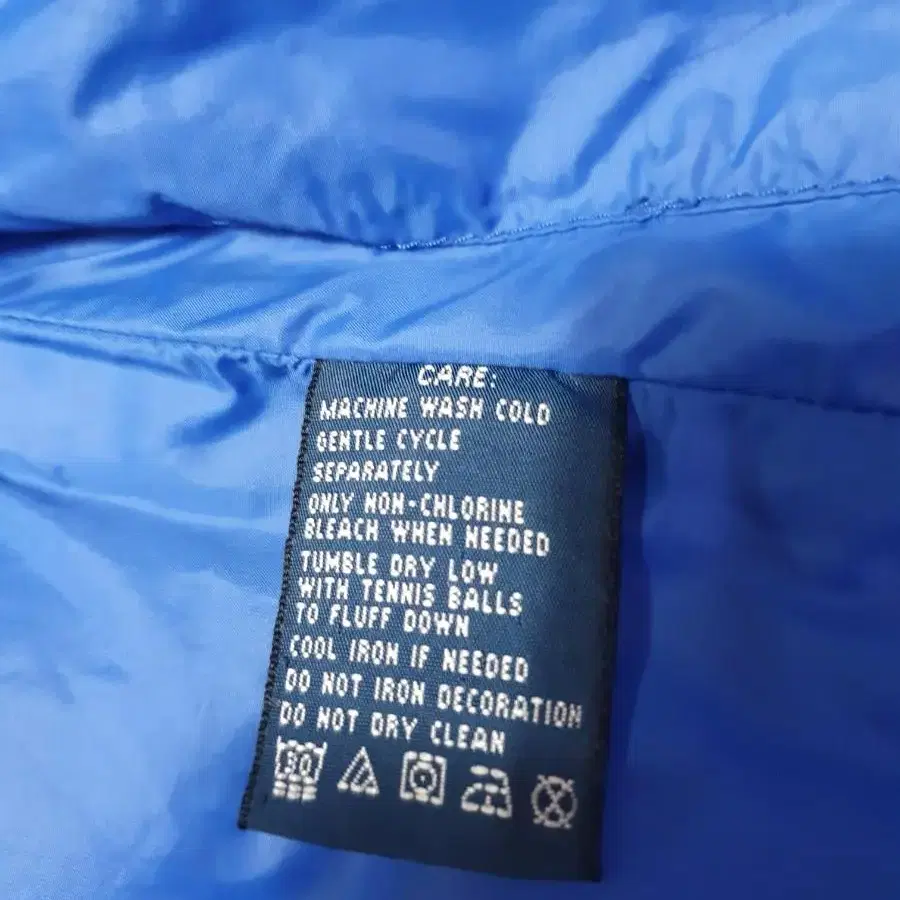 CARE:
MACHINE WASH COLD
GENTLE CYCLE
SEPARATELY
ONLY NON-CHLORINE
BLEACH WHEN NEEDED
TUMBLE DRY LOW
WITH TENNIS BALLS
TO FLUFF DOWN
COOL IRON IF NEEDED
DO NOT IRON DECORATION
DO NOT DRY CLEAN
30